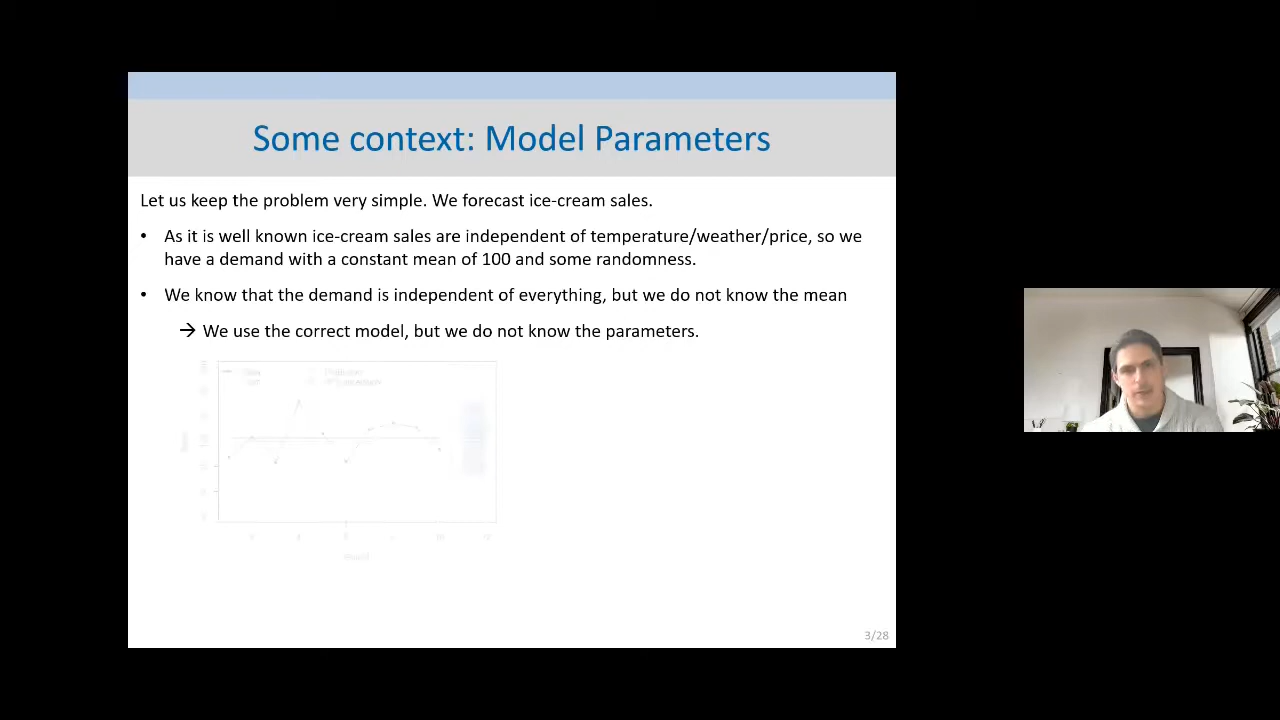 Some context: Model Parameters
Let us keep the problem very simple. We forecast ice-cream sales.
• As it is well known ice-cream sales are independent of temperature/weather/price, so we
have a demand with a constant mean of 100 and some randomness.
• We know that the demand is independent of everything, but we do not know the mean
→ We use the correct model, but we do not know the parameters.
3/28